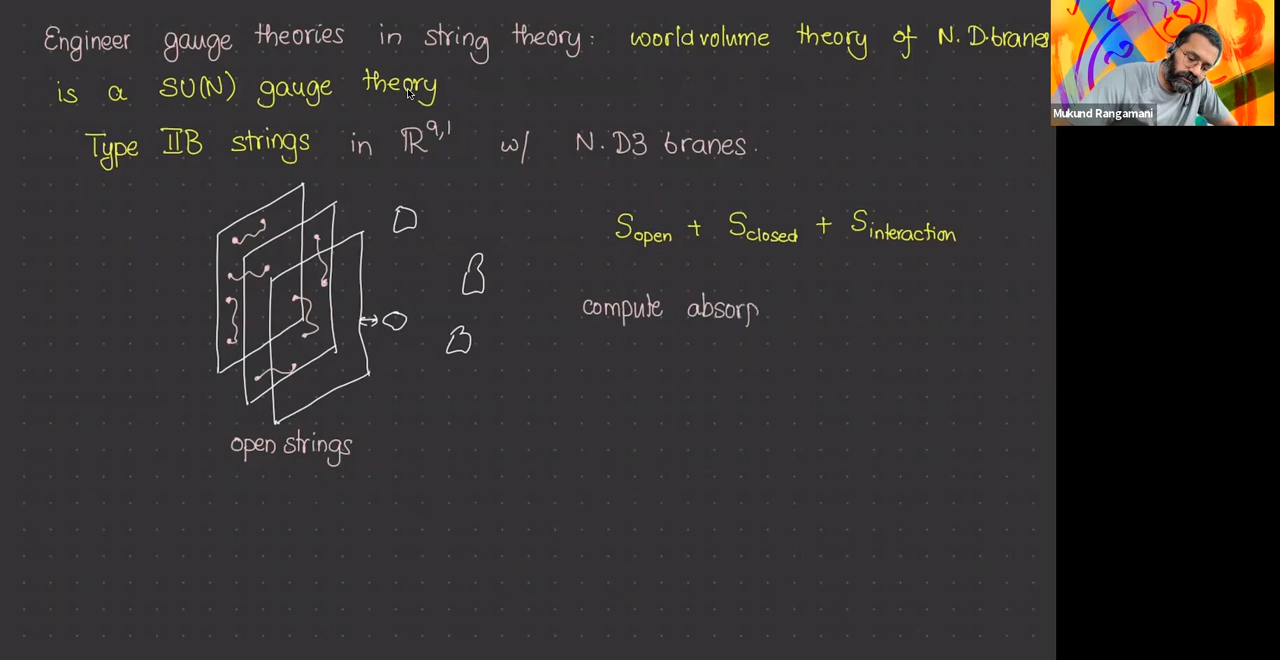 Engineer gauge theories in string theory: worldvolume theory of N. D-branes
is a SU(N) gauge theory
Type IIB strings in ℝ^{9,1} w/ N. D3 branes.
S_open + S_closed + S_interaction
compute absorp
open strings
Mukund Rangamani